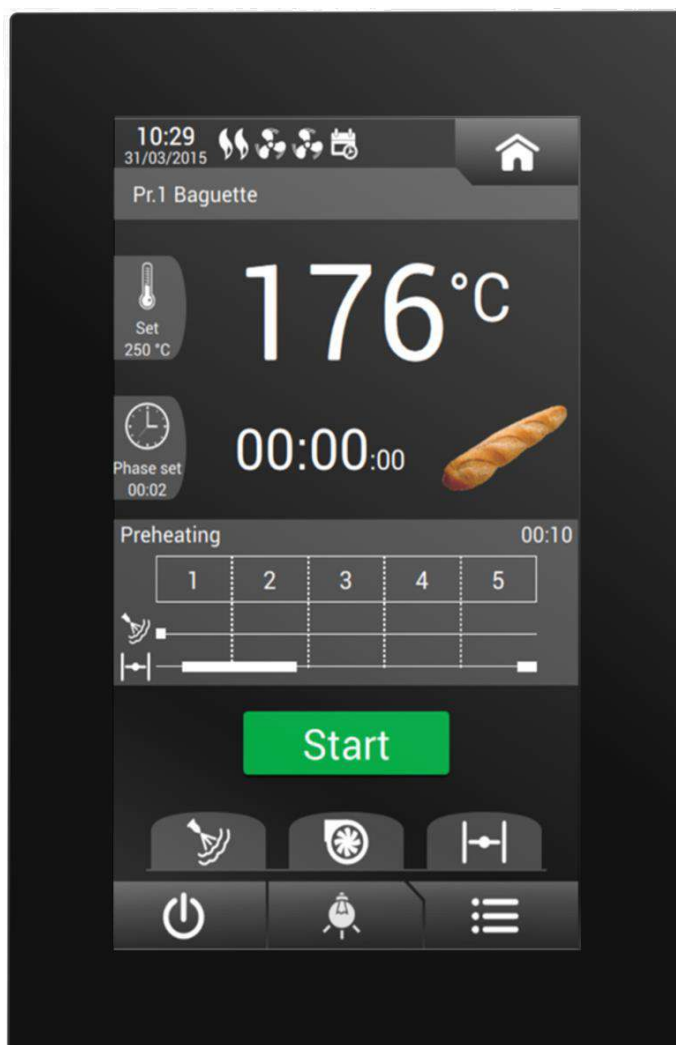 10:29
31/03/2015
Pr.1 Baguette
176°C
Set
250 °C
00:00:00
Phase set
00:02
Preheating 00:10
1 2 3 4 5
Start